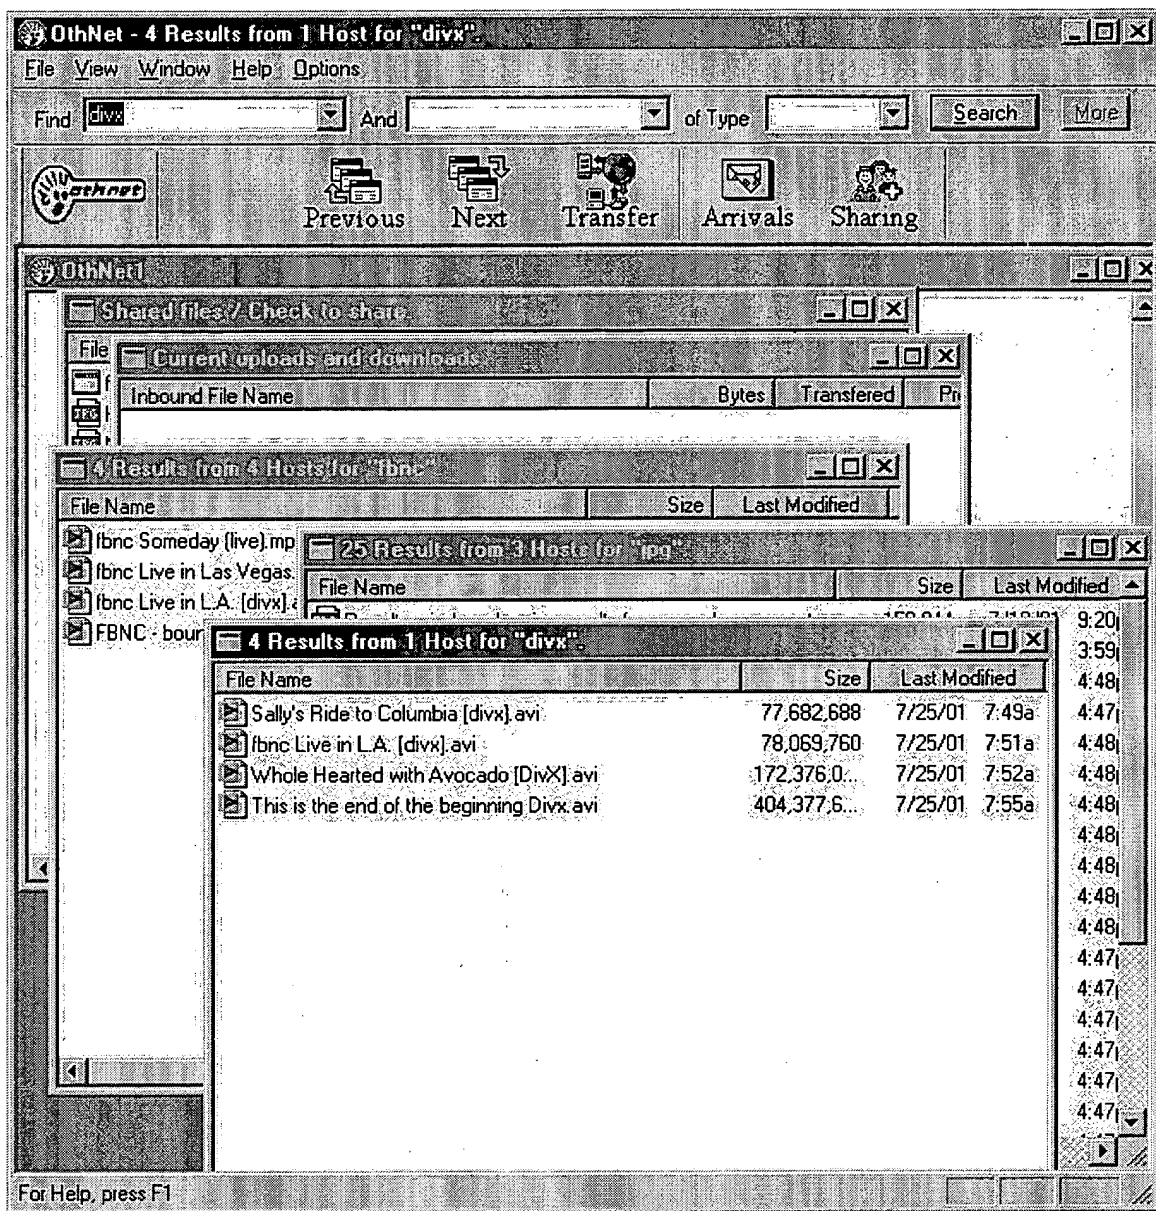 OthNet - 4 Results from 1 Host for "divx".
File View Window Help Options
Find divx And of Type Search More
othnet Previous Next Transfer Arrivals Sharing
OthNet1
Shared files / Check to share.
File
Current uploads and downloads
Inbound File Name Bytes Transfered Pr
4 Results from 4 Hosts for "fbnc"
File Name Size Last Modified
fbnc Someday (live).mp
fbnc Live in Las Vegas.
fbnc Live in L.A. [divx].a
FBNC - bour
25 Results from 3 Hosts for "jpg"
File Name Size Last Modified
9:20
3:59
4:48
4:47
4:48
4:48
4:48
4:48
4:48
4:48
4:48
4:47
4:47
4:47
4:47
4:47
4:47
4 Results from 1 Host for "divx".
File Name Size Last Modified
Sally's Ride to Columbia [divx].avi 77,682,688 7/25/01 7:49a
fbnc Live in L.A. [divx].avi 78,069,760 7/25/01 7:51a
Whole Hearted with Avocado [DivX].avi 172,376,0... 7/25/01 7:52a
This is the end of the beginning Divx.avi 404,377,6... 7/25/01 7:55a
For Help, press F1